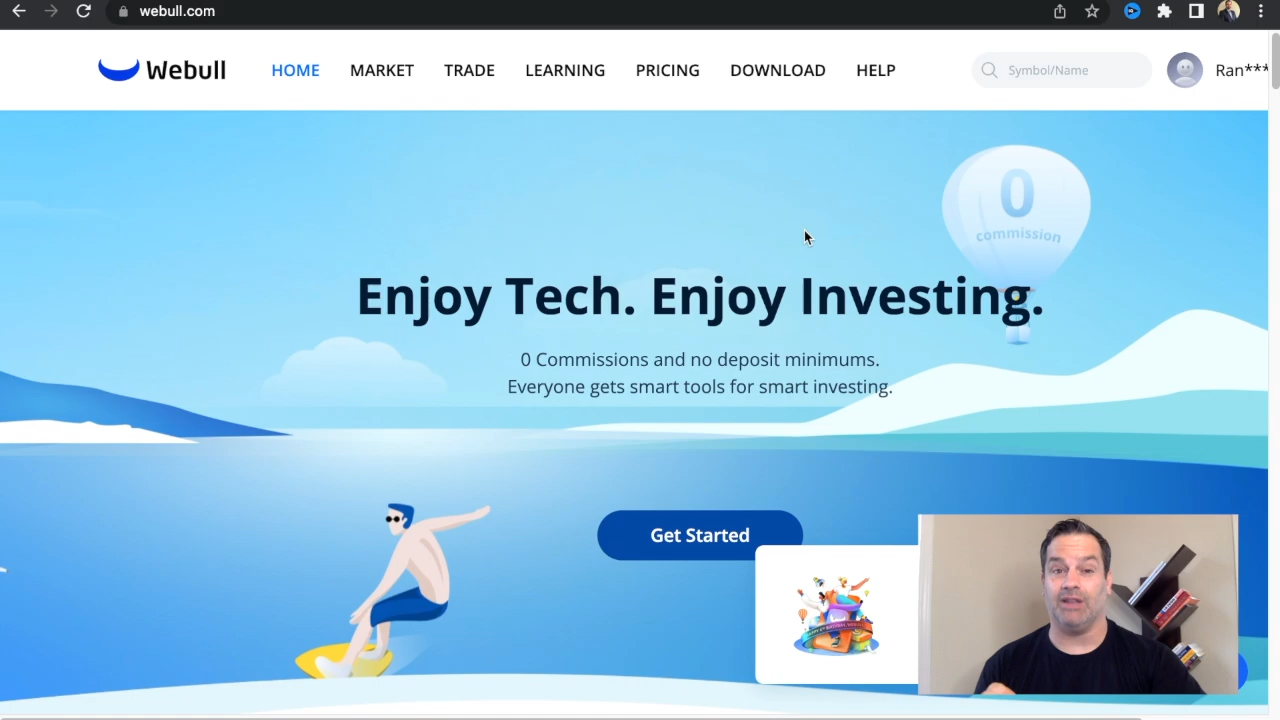 webull.com
Webull
HOME MARKET TRADE LEARNING PRICING DOWNLOAD HELP
Symbol/Name
Ran***
0
commission
Enjoy Tech. Enjoy Investing.
0 Commissions and no deposit minimums.
Everyone gets smart tools for smart investing.
Get Started